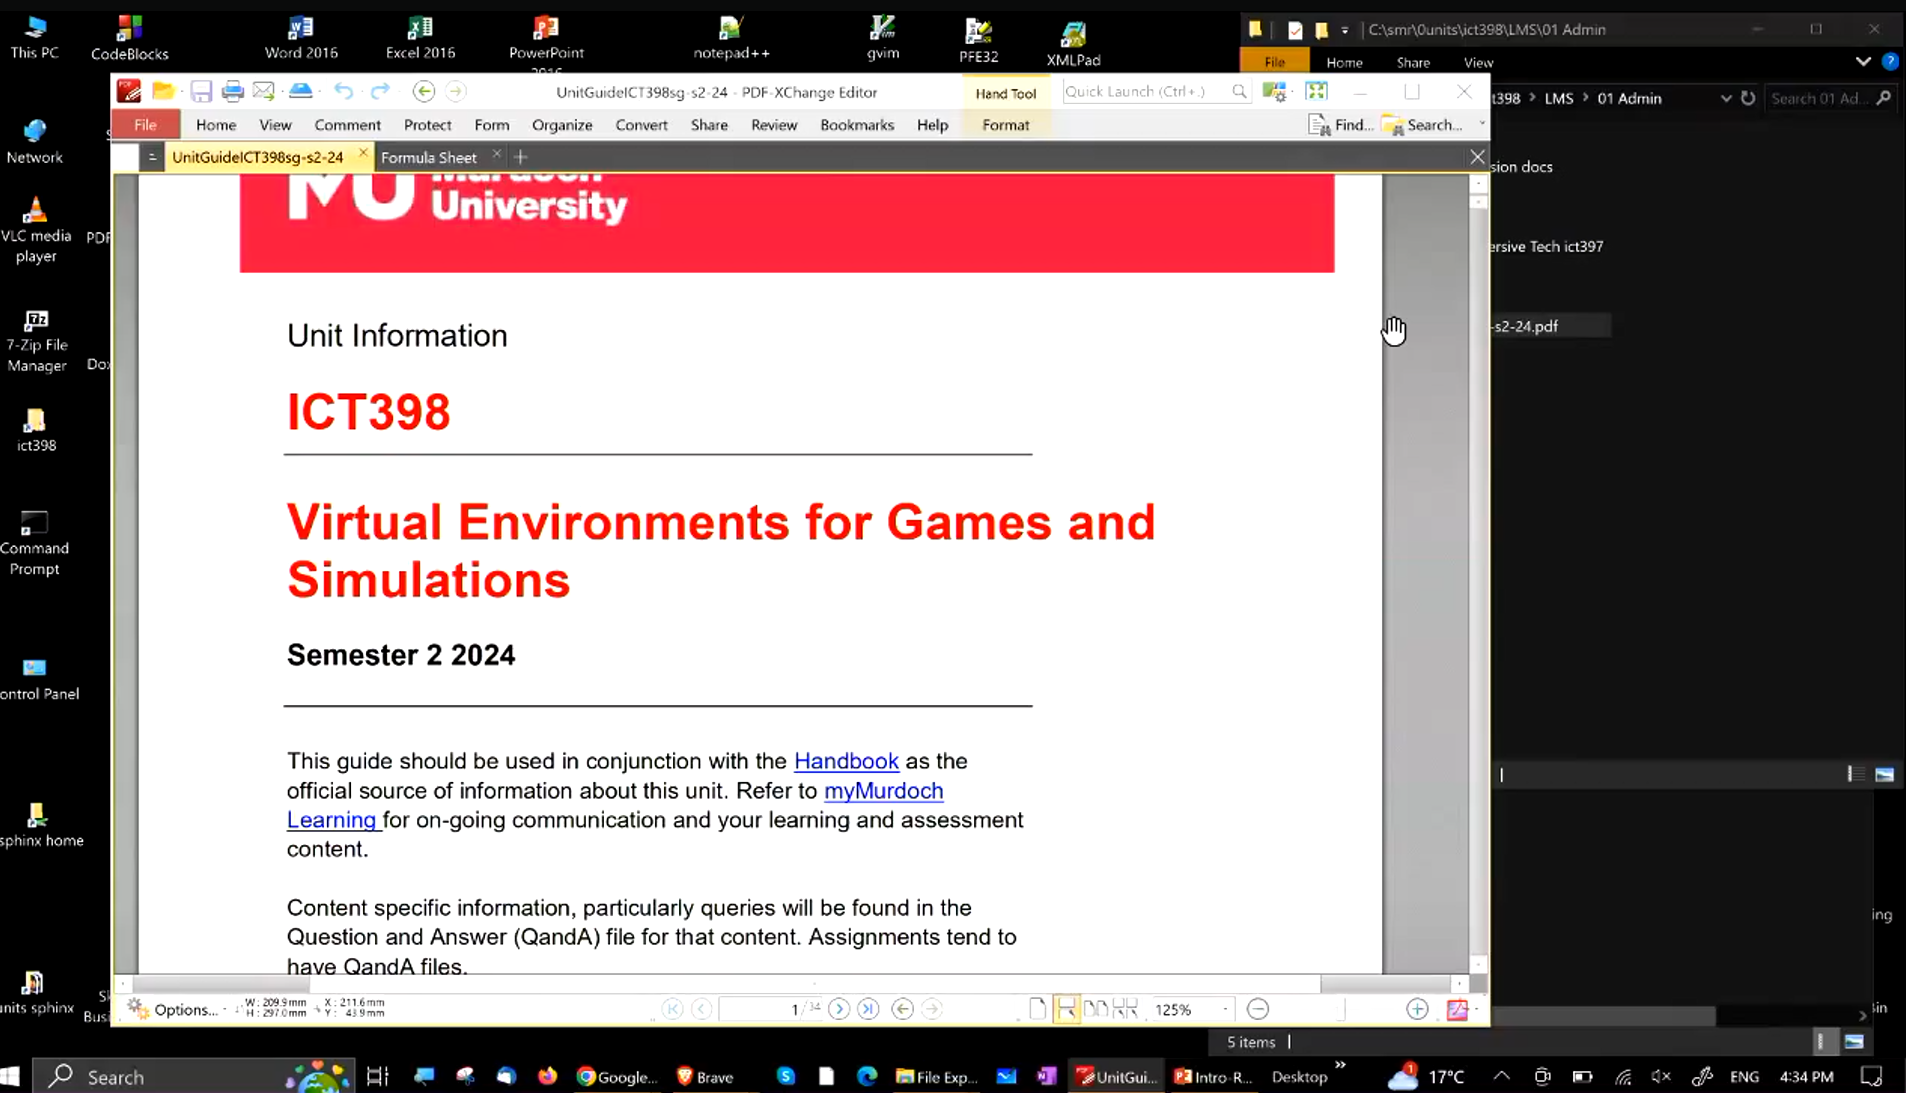 This PC
CodeBlocks
Word 2016
Excel 2016
PowerPoint
2016
notepad++
gvim
PFE32
XMLPad
C:\smr\0units\ict398\LMS\01 Admin
File Home Share View
UnitGuideICT398sg-s2-24 - PDF-XChange Editor
Hand Tool
Quick Launch (Ctrl+.)
t398 > LMS > 01 Admin
Search 01 Ad...
File Home View Comment Protect Form Organize Convert Share Review Bookmarks Help Format
Find... Search...
UnitGuideICT398sg-s2-24
Formula Sheet
Network
sion docs
VLC media
player
PDF
Murdoch
University
ersive Tech ict397
-s2-24.pdf
7-Zip File
Manager
Dox
Unit Information
ICT398
ict398
Virtual Environments for Games and
Simulations
Command
Prompt
Semester 2 2024
ontrol Panel
This guide should be used in conjunction with the Handbook as the
official source of information about this unit. Refer to myMurdoch
Learning for on-going communication and your learning and assessment
content.
sphinx home
Content specific information, particularly queries will be found in the
Question and Answer (QandA) file for that content. Assignments tend to
have QandA files.
ing
units sphinx
Sk
Busi
Options...
W: 209.9mm
H: 297.0mm
X: 211.6mm
Y: 43.9mm
1 / 34
125%
sin
5 items
Search
Google...
Brave
File Exp...
UnitGui...
Intro-R...
Desktop
1
17°C
ENG
4:34 PM